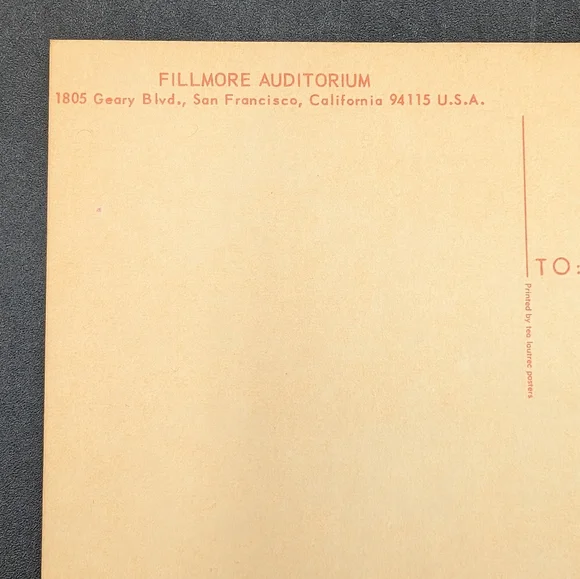 FILLMORE AUDITORIUM
1805 Geary Blvd., San Francisco, California 94115 U.S.A.
TO:
Printed by tea lautrec posters